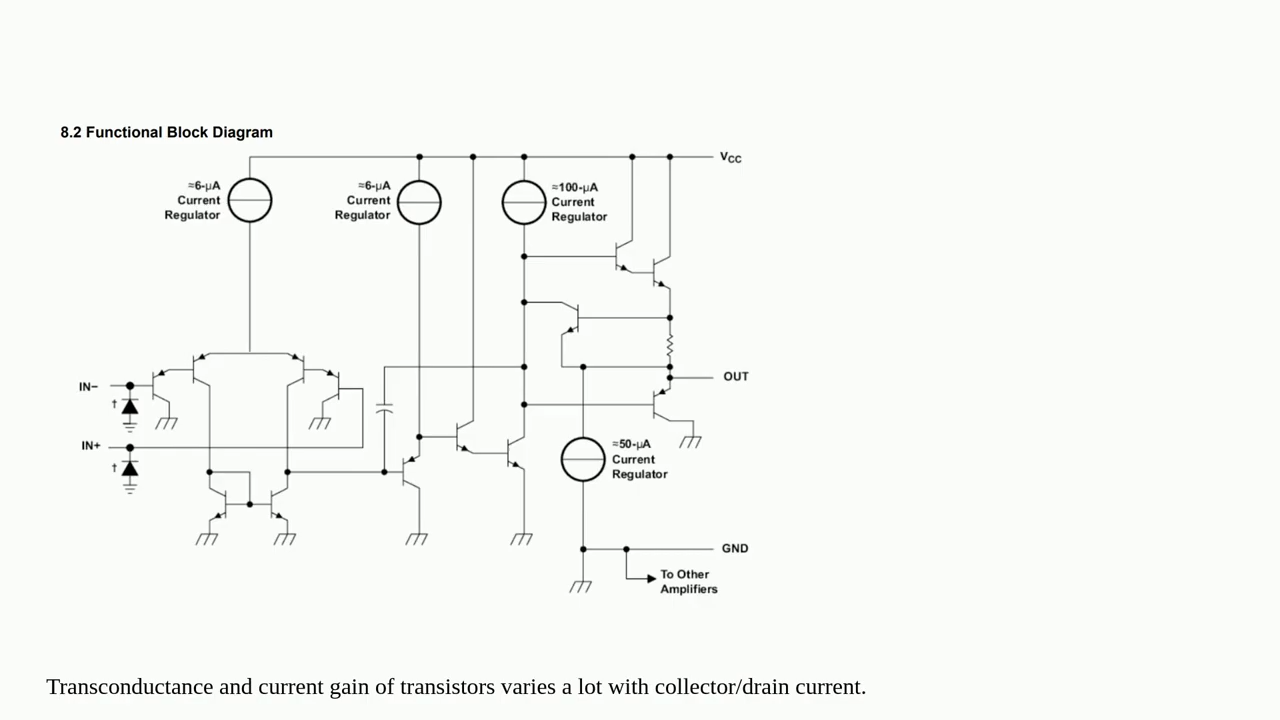 8.2 Functional Block Diagram
VCC
≈6-μA
Current
Regulator
≈6-μA
Current
Regulator
≈100-μA
Current
Regulator
IN−
†
OUT
IN+
†
≈50-μA
Current
Regulator
GND
To Other
Amplifiers
Transconductance and current gain of transistors varies a lot with collector/drain current.